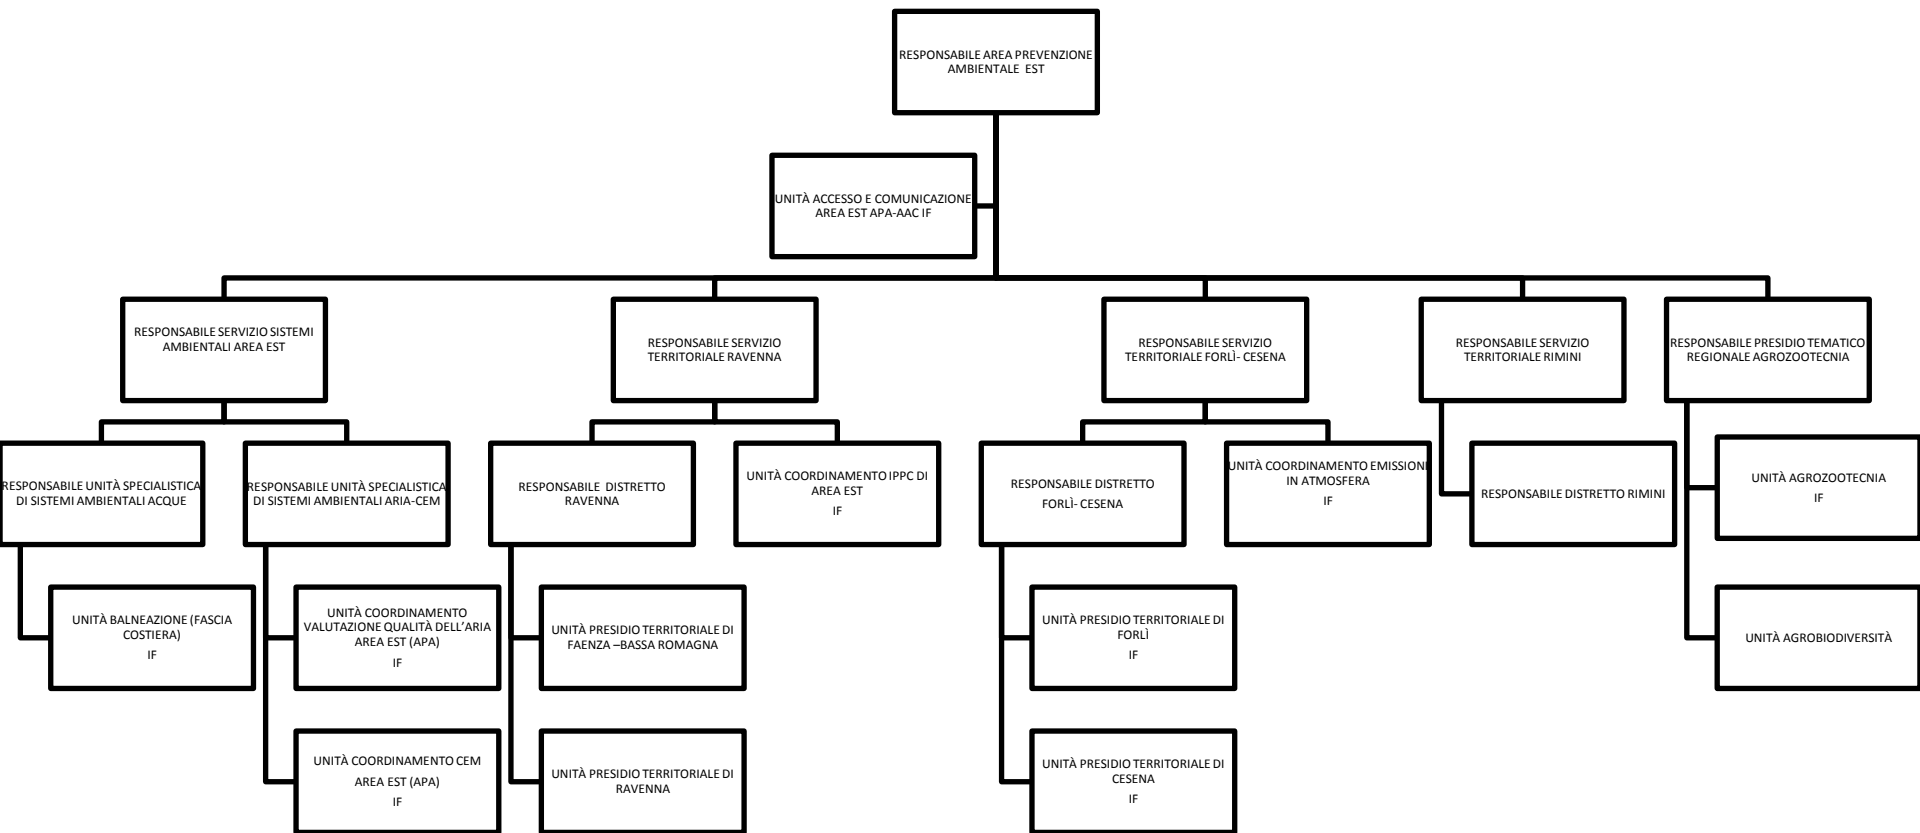 RESPONSABILE AREA PREVENZIONE
AMBIENTALE EST
UNITÀ ACCESSO E COMUNICAZIONE
AREA EST APA-AAC IF
RESPONSABILE SERVIZIO SISTEMI
AMBIENTALI AREA EST
RESPONSABILE SERVIZIO
TERRITORIALE RAVENNA
RESPONSABILE SERVIZIO
TERRITORIALE FORLÌ- CESENA
RESPONSABILE SERVIZIO
TERRITORIALE RIMINI
RESPONSABILE PRESIDIO TEMATICO
REGIONALE AGROZOOTECNIA
RESPONSABILE UNITÀ SPECIALISTICA
DI SISTEMI AMBIENTALI ACQUE
RESPONSABILE UNITÀ SPECIALISTICA
DI SISTEMI AMBIENTALI ARIA-CEM
RESPONSABILE DISTRETTO
RAVENNA
UNITÀ COORDINAMENTO IPPC DI
AREA EST
IF
RESPONSABILE DISTRETTO
FORLÌ- CESENA
UNITÀ COORDINAMENTO EMISSIONI
IN ATMOSFERA
IF
RESPONSABILE DISTRETTO RIMINI
UNITÀ AGROZOOTECNIA
IF
UNITÀ BALNEAZIONE (FASCIA
COSTIERA)
IF
UNITÀ COORDINAMENTO
VALUTAZIONE QUALITÀ DELL'ARIA
AREA EST (APA)
IF
UNITÀ PRESIDIO TERRITORIALE DI
FAENZA –BASSA ROMAGNA
UNITÀ PRESIDIO TERRITORIALE DI
FORLÌ
IF
UNITÀ AGROBIODIVERSITÀ
UNITÀ COORDINAMENTO CEM
AREA EST (APA)
IF
UNITÀ PRESIDIO TERRITORIALE DI
RAVENNA
UNITÀ PRESIDIO TERRITORIALE DI
CESENA
IF